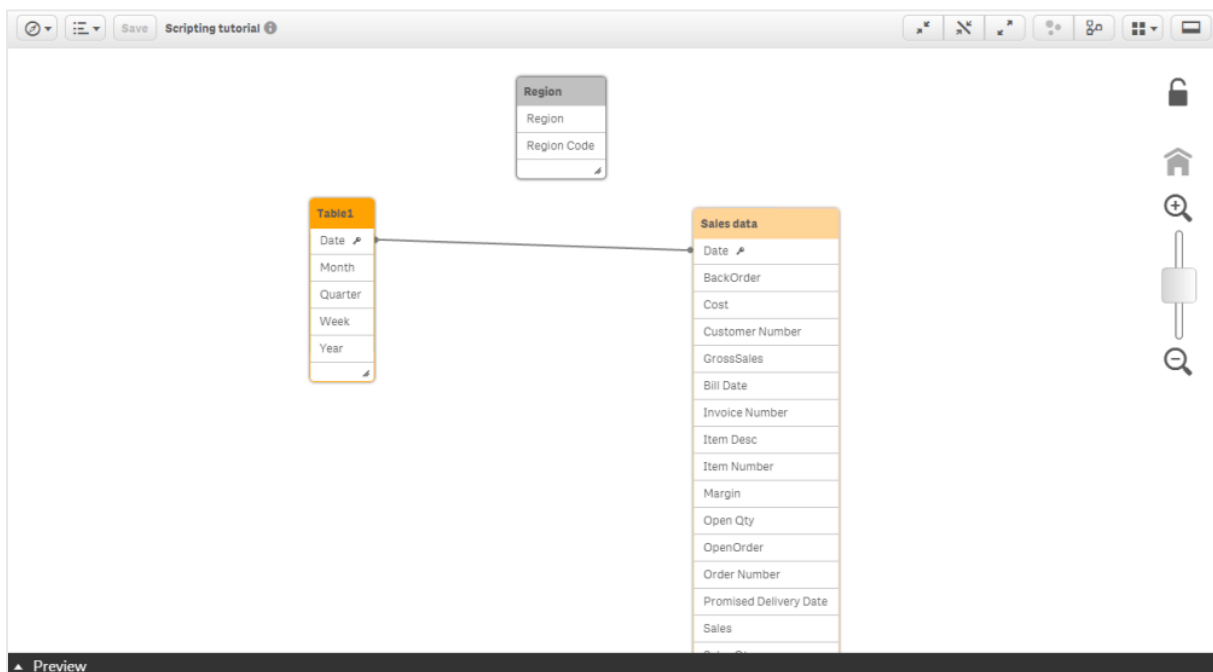 Save Scripting tutorial
Region
Region
Region Code
Table1
Date
Month
Quarter
Week
Year
Sales data
Date
BackOrder
Cost
Customer Number
GrossSales
Bill Date
Invoice Number
Item Desc
Item Number
Margin
Open Qty
OpenOrder
Order Number
Promised Delivery Date
Sales
Preview